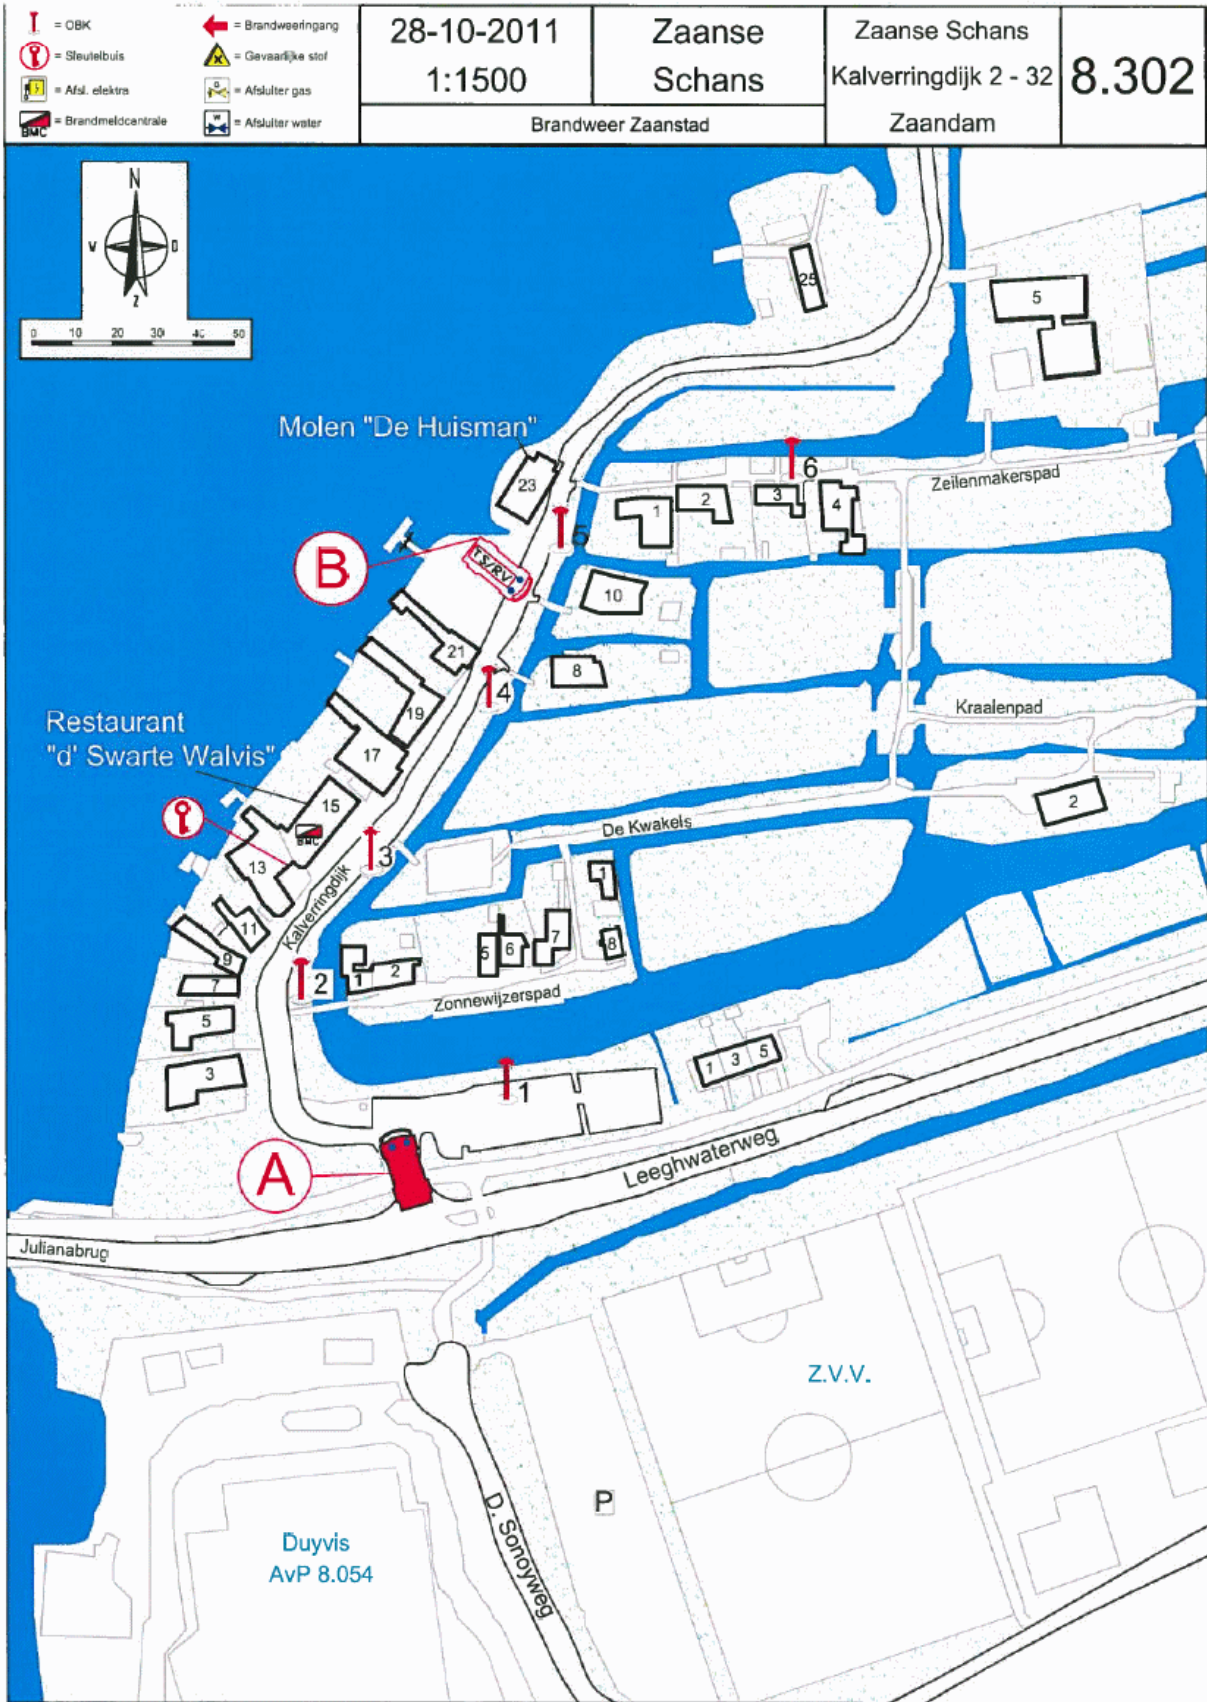 = OBK
= Brandweeringang
= Sleutelbuis
= Gevaarlijke stof
= Afsl. elektra
= Afsluiter gas
BMC = Brandmeldcentrale
W = Afsluiter water
28-10-2011
1:1500
Zaanse
Schans
Brandweer Zaanstad
Zaanse Schans
Kalverringdijk 2 - 32
Zaandam
8.302
N
W O
Z
0 10 20 30 40 50
25
5
Molen "De Huisman"
23
6
Zeilenmakerspad
1
2
3
4
5
B
TS/RV
10
21
8
4
19
Kraalenpad
Restaurant
"d' Swarte Walvis"
17
15
BMC
2
De Kwakels
3
13
Kalverringdijk
1
11
9
7
5
6
7
8
2
1
2
Zonnewijzerspad
5
3
1
1
3
5
A
Leeghwaterweg
Julianabrug
Z.V.V.
P
D. Sonoyweg
Duyvis
AvP 8.054